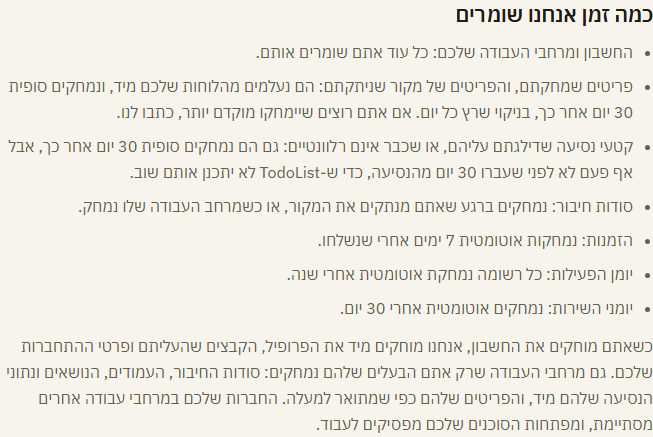 כמה זמן אנחנו שומרים
• החשבון ומרחבי העבודה שלכם: כל עוד אתם שומרים אותם.
• פריטים שמחקתם, והפריטים של מקור שניתקתם: הם נעלמים מהלוחות שלכם מיד, ונמחקים סופית
30 יום אחר כך, בניקוי שרץ כל יום. אם אתם רוצים שיימחקו מוקדם יותר, כתבו לנו.
• קטעי נסיעה שדילגתם עליהם, או שכבר אינם רלוונטיים: גם הם נמחקים סופית 30 יום אחר כך, אבל
אף פעם לא לפני שעברו 30 יום מהנסיעה, כדי ש-TodoList לא יתכנן אותם שוב.
• סודות חיבור: נמחקים ברגע שאתם מנתקים את המקור, או כשמרחב העבודה שלו נמחק.
• הזמנות: נמחקות אוטומטית 7 ימים אחרי שנשלחו.
• יומן הפעילות: כל רשומה נמחקת אוטומטית אחרי שנה.
• יומני השירות: נמחקים אוטומטית אחרי 30 יום.
כשאתם מוחקים את החשבון, אנחנו מוחקים מיד את הפרופיל, הקבצים שהעליתם ופרטי ההתחברות
שלכם. גם מרחבי העבודה שרק אתם הבעלים שלהם נמחקים: סודות החיבור, העמודים, הנושאים ונתוני
הנסיעה שלהם מיד, והפריטים שלהם כפי שמתואר למעלה. החברות שלכם במרחבי עבודה אחרים
מסתיימת, ומפתחות הסוכנים שלכם מפסיקים לעבוד.